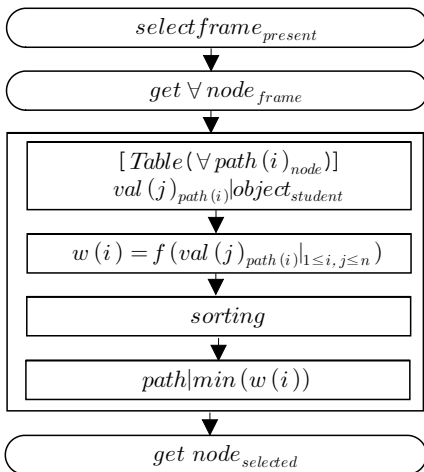 selectframe_present
get ∀ node_frame
[Table(∀ path(i)_node)]
val(j)_path(i)|object_student
w(i) = f(val(j)_path(i)|_1≤i, j≤n)
sorting
path|min(w(i))
get node_selected